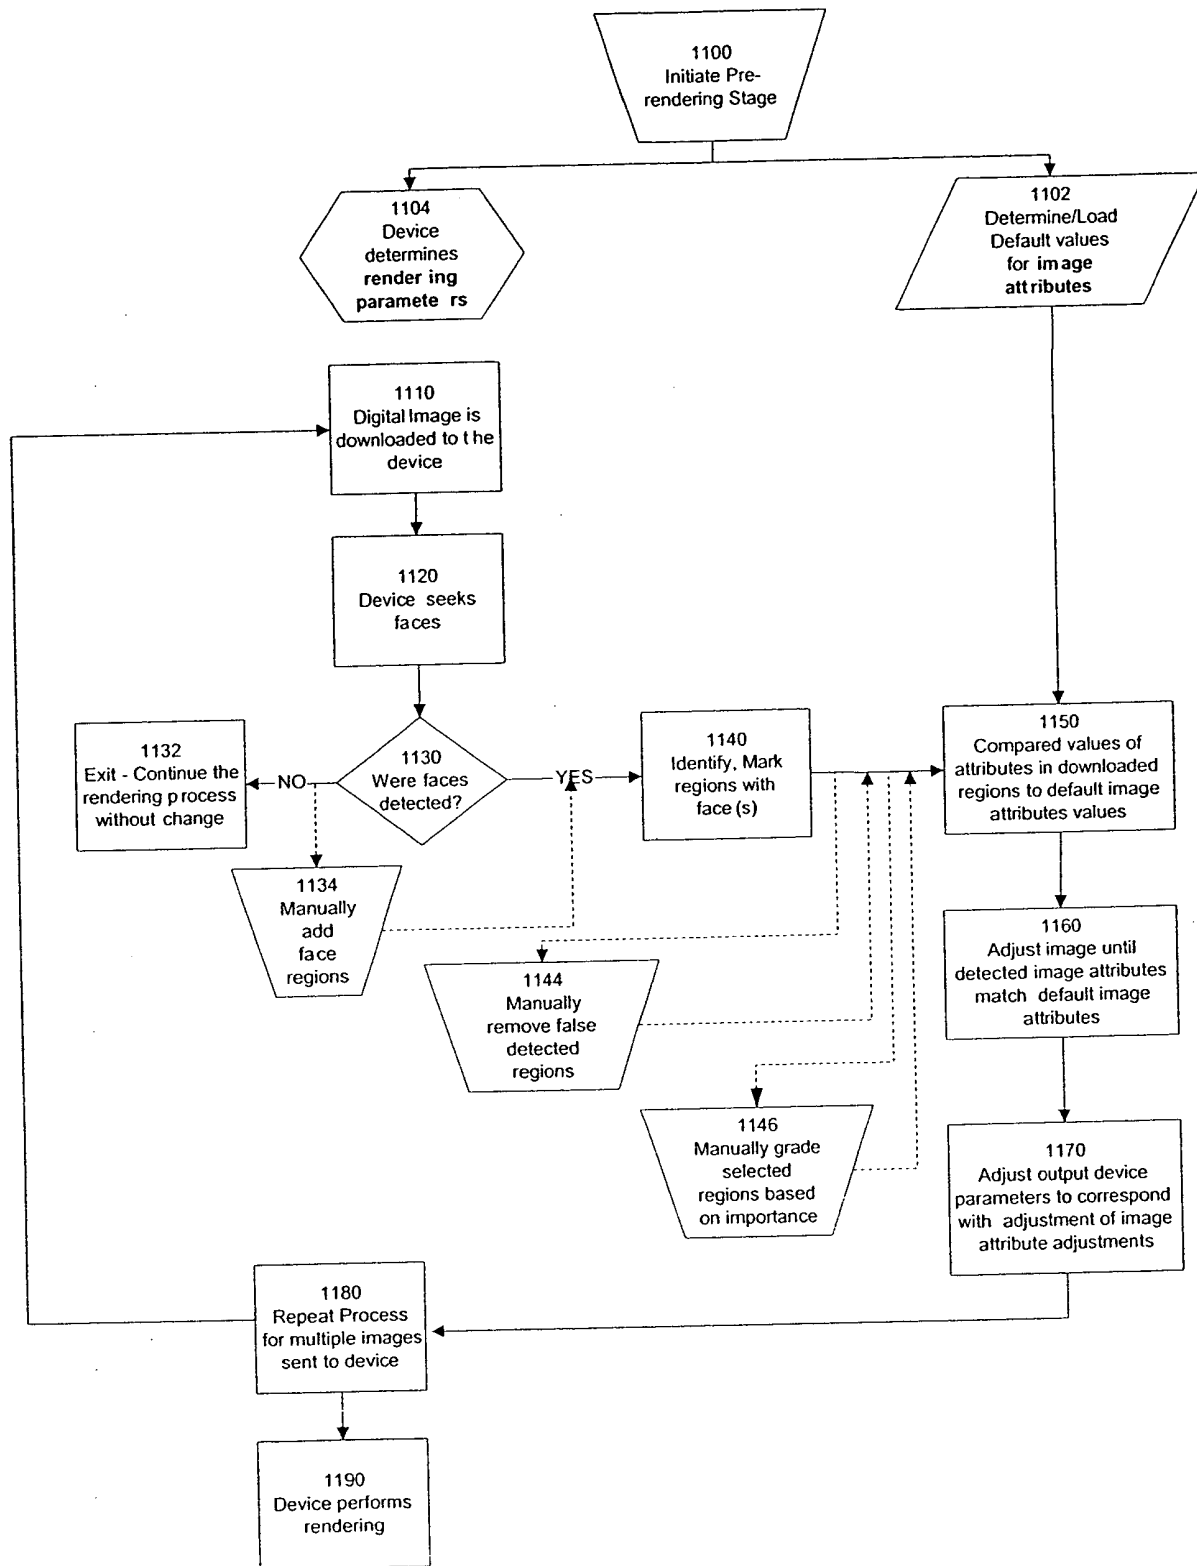 1100
Initiate Pre-
rendering Stage
1104
Device
determines
render ing
paramete rs
1102
Determine/Load
Default values
for image
attributes
1110
Digital Image is
downloaded to t he
device
1120
Device seeks
faces
1130
Were faces
detected?
NO
YES
1132
Exit - Continue the
rendering process
without change
1134
Manually
add
face
regions
1140
Identify, Mark
regions with
face (s)
1144
Manually
remove false
detected
regions
1146
Manually grade
selected
regions based
on importance
1150
Compared values of
attributes in downloaded
regions to default image
attributes values
1160
Adjust image until
detected image attributes
match default image
attributes
1170
Adjust output device
parameters to correspond
with adjustment of image
attribute adjustments
1180
Repeat Process
for multiple images
sent to device
1190
Device performs
rendering